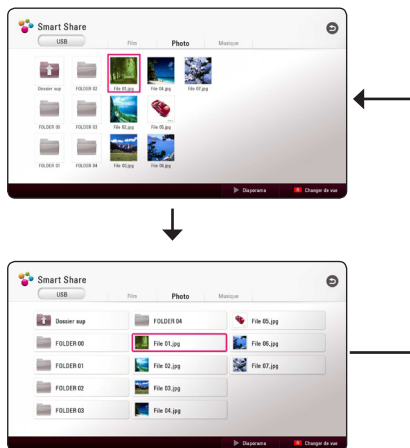 Smart Share
USB Film Photo Musique
Dossier sup FOLDER 02 File 01.jpg File 04.jpg File 07.jpg
FOLDER 00 FOLDER 03 File 02.jpg File 05.jpg
FOLDER 01 FOLDER 04 File 03.jpg File 06.jpg
Diaporama Changer de vue
Smart Share
USB Film Photo Musique
Dossier sup FOLDER 04 File 05.jpg
FOLDER 00 File 01.jpg File 06.jpg
FOLDER 01 File 02.jpg File 07.jpg
FOLDER 02 File 03.jpg
FOLDER 03 File 04.jpg
Diaporama Changer de vue